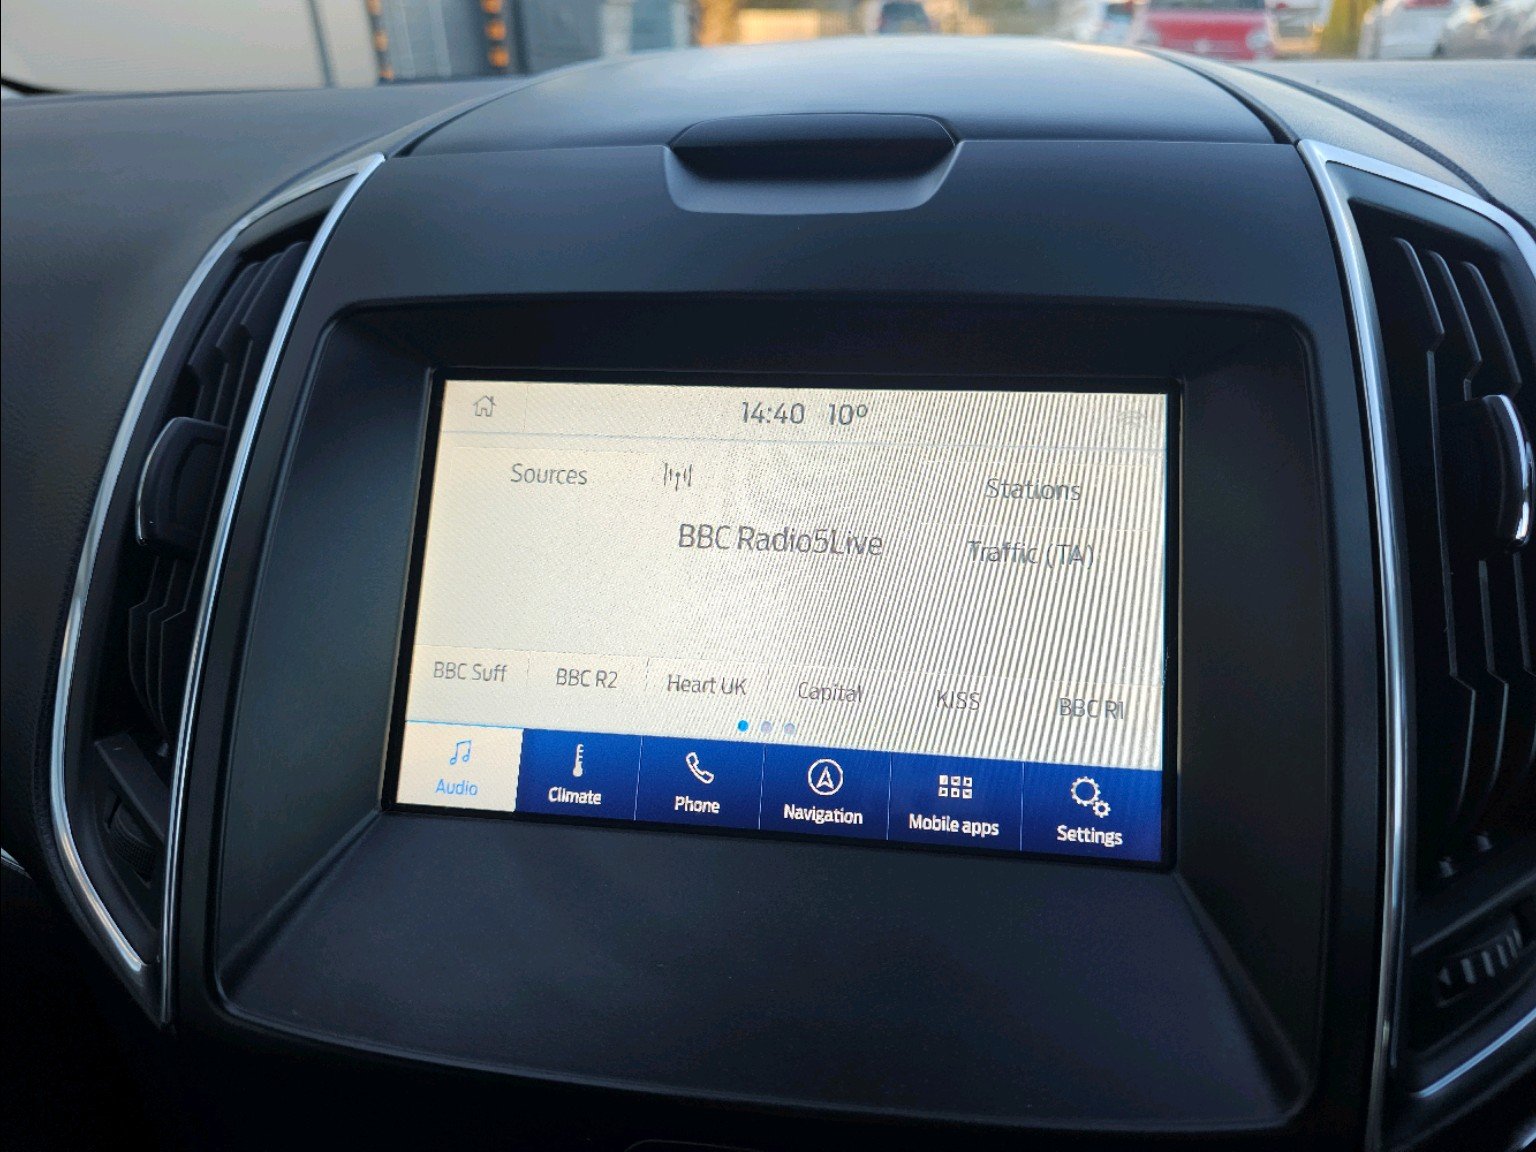 14:40 10°
Sources
Stations
BBC Radio5Live
Traffic (TA)
BBC Suff BBC R2 Heart UK Capital KISS BBC R1
Audio Climate Phone Navigation Mobile apps Settings